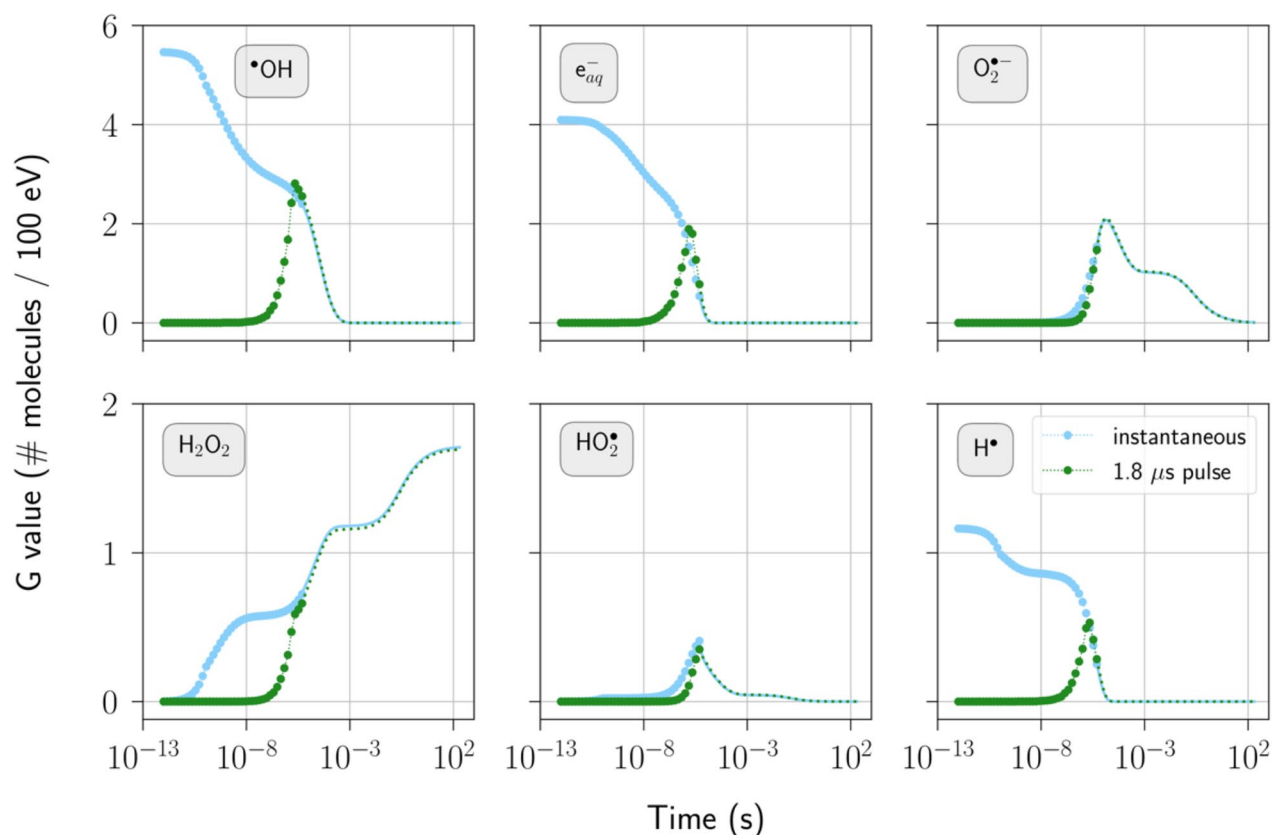 G value (# molecules / 100 eV)
6
4
2
0
•OH
e⁻aq
O₂•⁻
2
1
0
H₂O₂
HO₂•
H•
instantaneous
1.8 μs pulse
10⁻¹³ 10⁻⁸ 10⁻³ 10² 10⁻¹³ 10⁻⁸ 10⁻³ 10² 10⁻¹³ 10⁻⁸ 10⁻³ 10²
Time (s)